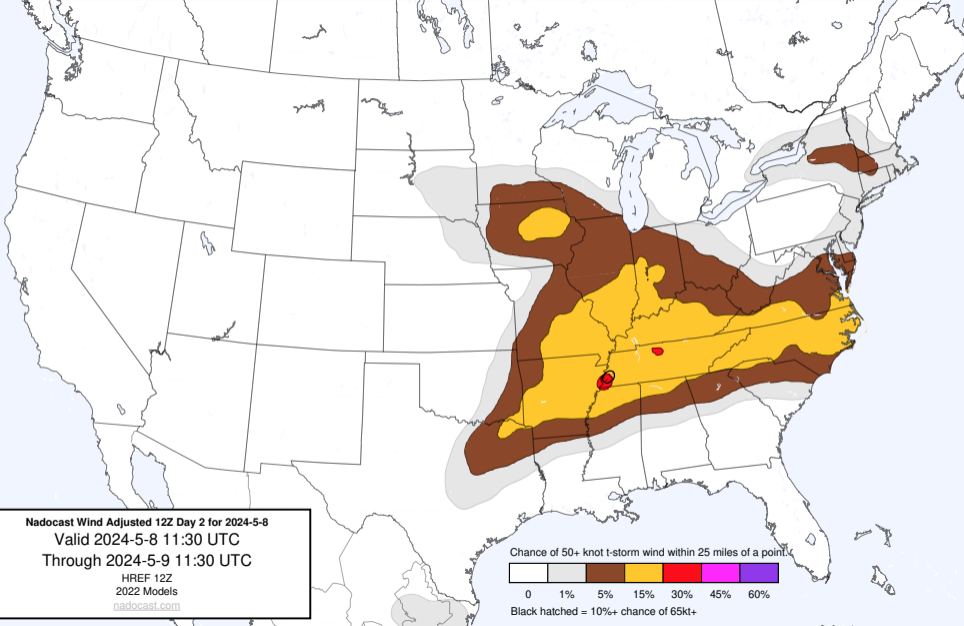 Nadocast Wind Adjusted 12Z Day 2 for 2024-5-8
Valid 2024-5-8 11:30 UTC
Through 2024-5-9 11:30 UTC
HREF 12Z
2022 Models
nadocast.com
Chance of 50+ knot t-storm wind within 25 miles of a point.
0 1% 5% 15% 30% 45% 60%
Black hatched = 10%+ chance of 65kt+